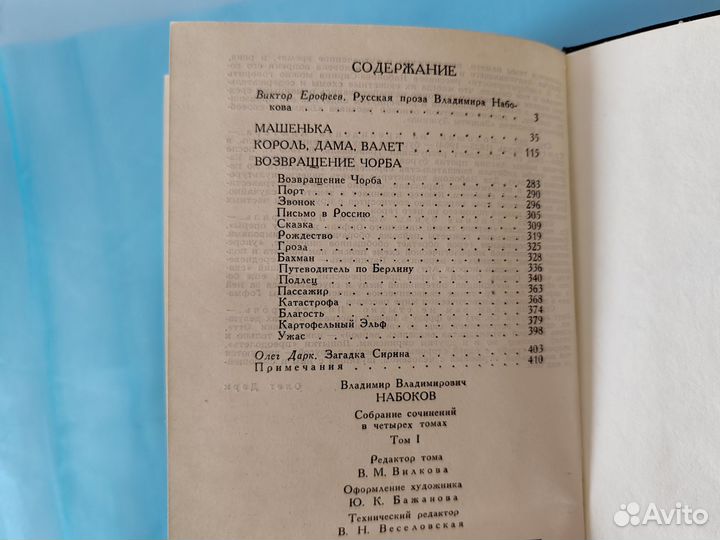 СОДЕРЖАНИЕ
Виктор Ерофеев. Русская проза Владимира Набо-
кова . . . . . . . . . . . . . . . . 3
МАШЕНЬКА . . . . . . . . . . . . 35
КОРОЛЬ, ДАМА, ВАЛЕТ . . . . . . . . 115
ВОЗВРАЩЕНИЕ ЧОРБА
Возвращение Чорба . . . . . . . . . 283
Порт . . . . . . . . . . . . . . . 290
Звонок . . . . . . . . . . . . . . 296
Письмо в Россию . . . . . . . . . . 305
Сказка . . . . . . . . . . . . . . 309
Рождество . . . . . . . . . . . . . 319
Гроза . . . . . . . . . . . . . . . 325
Бахман . . . . . . . . . . . . . . 328
Путеводитель по Берлину . . . . . . . 336
Подлец . . . . . . . . . . . . . . 340
Пассажир . . . . . . . . . . . . . 363
Катастрофа . . . . . . . . . . . . 368
Благость . . . . . . . . . . . . . 374
Картофельный Эльф . . . . . . . . . 379
Ужас . . . . . . . . . . . . . . . 398
Олег Дарк. Загадка Сирина . . . . . . . 403
Примечания . . . . . . . . . . . . . 410
Владимир Владимирович
НАБОКОВ
Собрание сочинений
в четырех томах
Том I
Редактор тома
В. М. Вилкова
Оформление художника
Ю. К. Бажанова
Технический редактор
В. Н. Веселовская
Avito